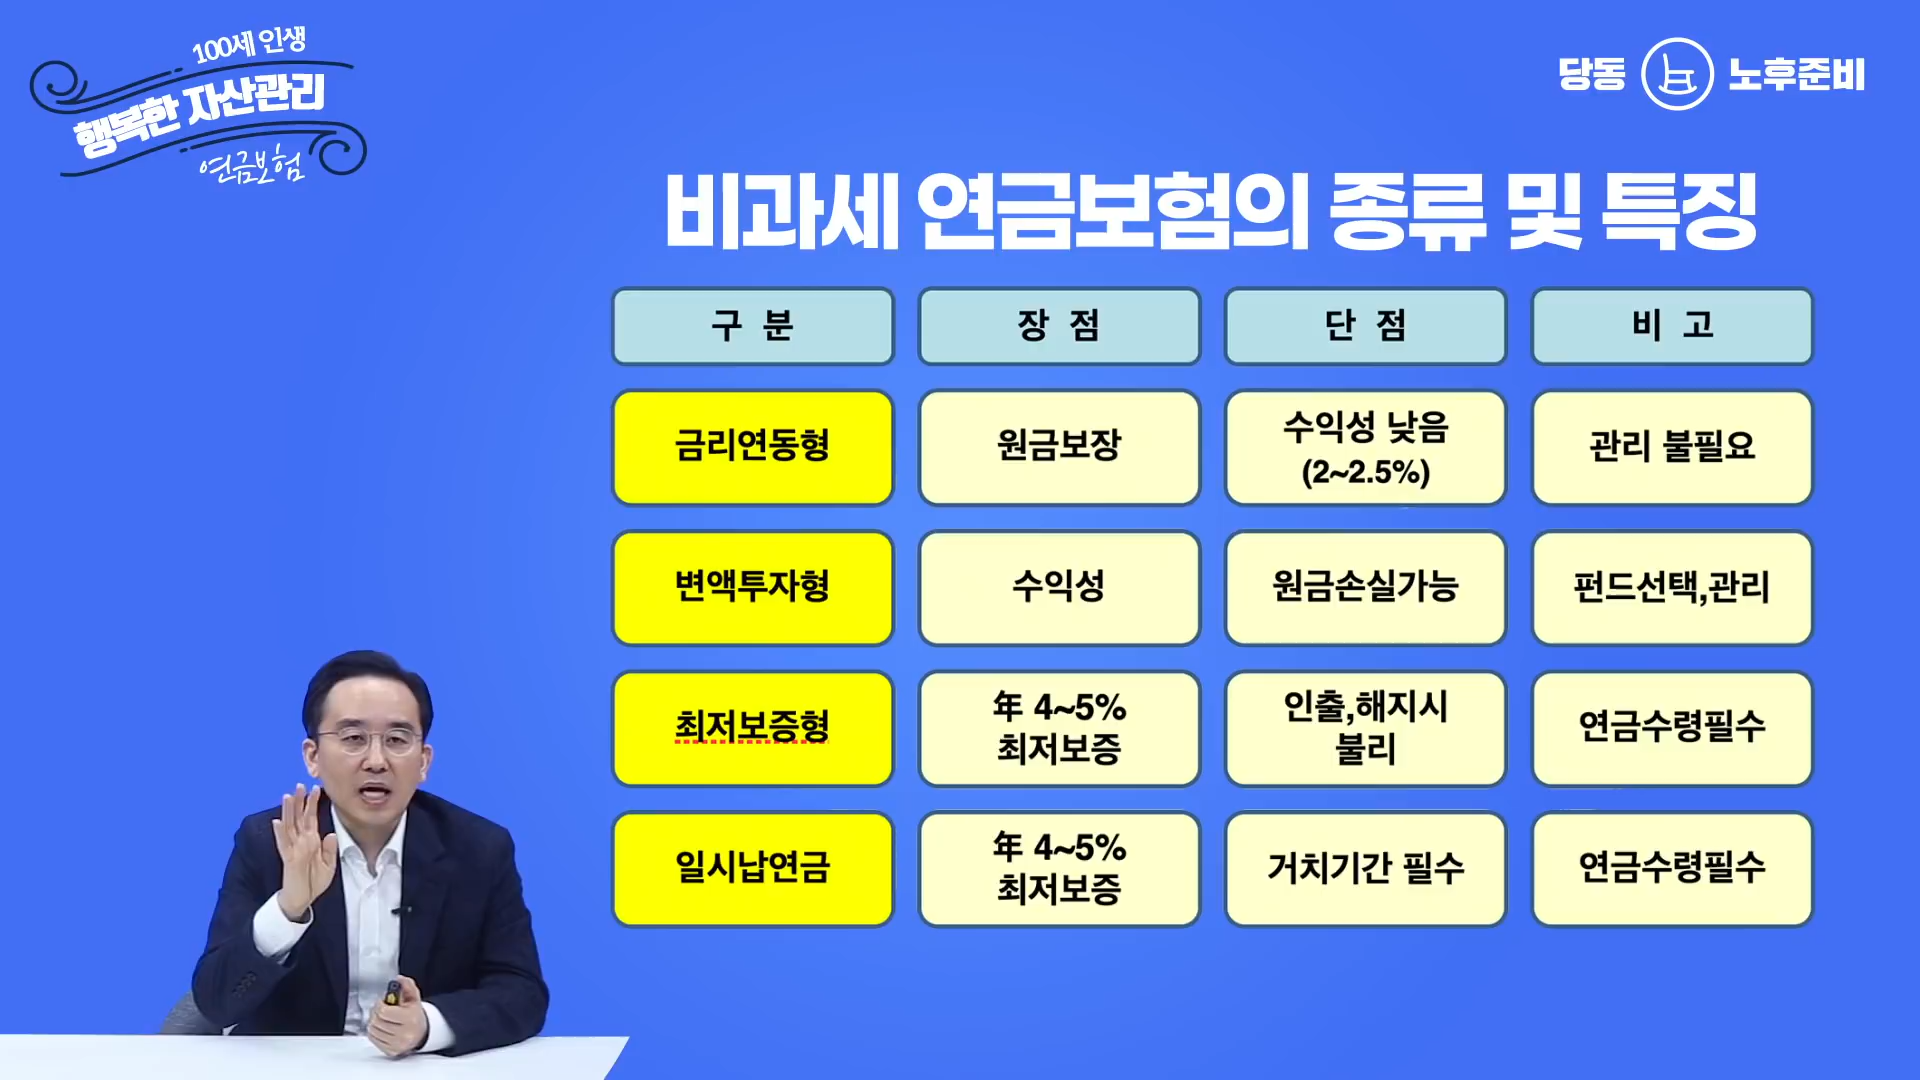 100세 인생
행복한 자산관리
연금보험
당동 노후준비
비과세 연금보험의 종류 및 특징
구 분 장 점 단 점 비 고
금리연동형 원금보장 수익성 낮음 (2~2.5%) 관리 불필요
변액투자형 수익성 원금손실가능 펀드선택,관리
최저보증형 年 4~5% 최저보증 인출,해지시 불리 연금수령필수
일시납연금 年 4~5% 최저보증 거치기간 필수 연금수령필수